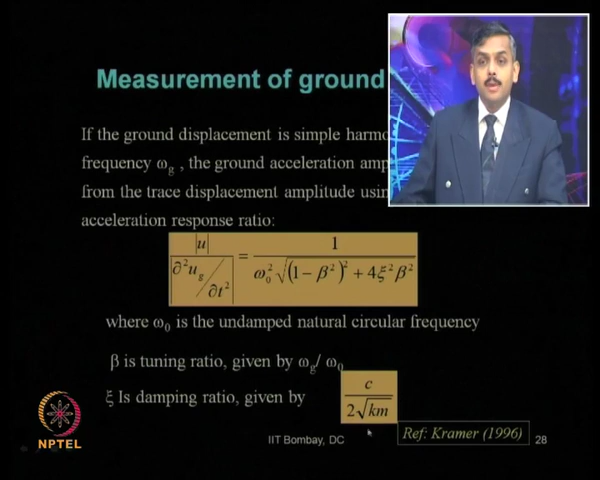 Measurement of ground
If the ground displacement is simple harmo
frequency ω_g , the ground acceleration amp
from the trace displacement amplitude usin
acceleration response ratio:
|u| / |∂²u_g/∂t²| = 1 / (ω₀² √((1 − β²)² + 4ξ²β²))
where ω₀ is the undamped natural circular frequency
β is tuning ratio, given by ω_g/ ω₀
ξ Is damping ratio, given by c / (2√km)
NPTEL
IIT Bombay, DC
Ref: Kramer (1996)
28